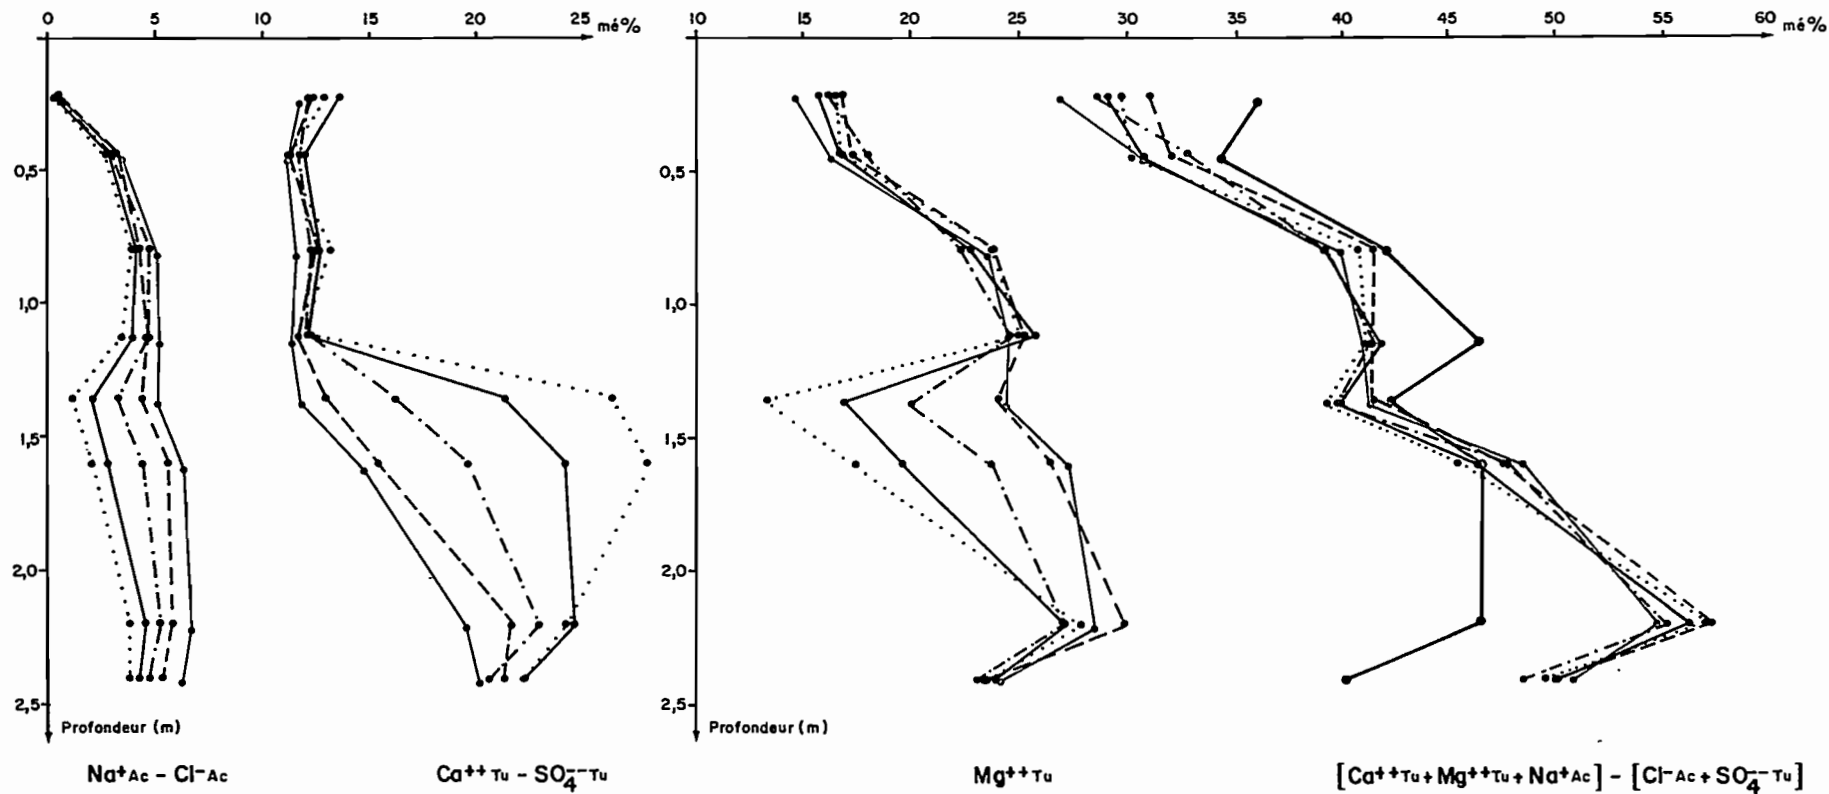 0 5 10 15 20 25 mé%
10 15 20 25 30 35 40 45 50 55 60 mé%
0,5 0,5
1,0 1,0
1,5 1,5
2,0 2,0
2,5 2,5
Profondeur (m) Profondeur (m)
Na⁺Ac - Cl⁻Ac Ca⁺⁺Tu - SO₄⁻⁻Tu Mg⁺⁺Tu [Ca⁺⁺Tu + Mg⁺⁺Tu + Na⁺Ac] - [Cl⁻Ac + SO₄⁻⁻Tu]